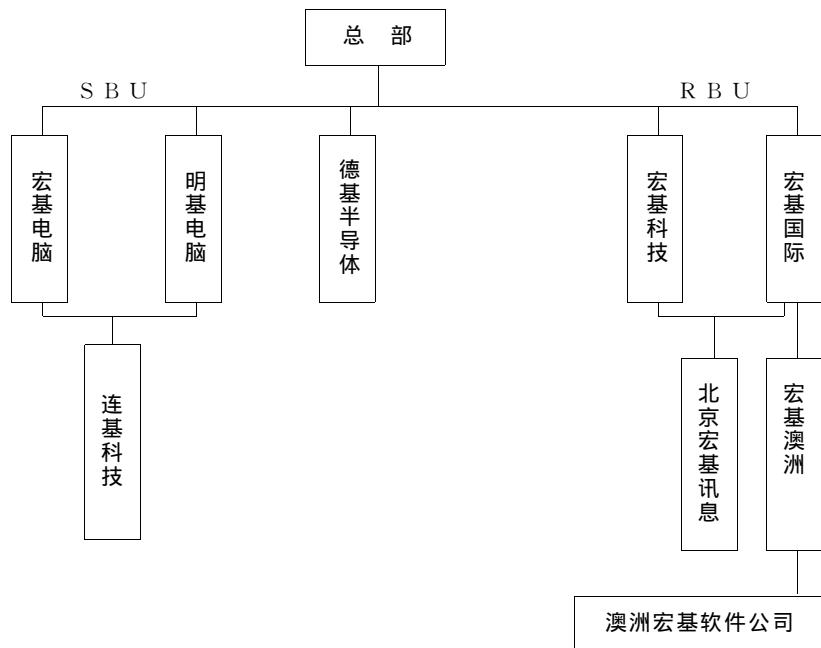 总 部
S B U
R B U
宏基电脑
明基电脑
德基半导体
宏基科技
宏基国际
连基科技
北京宏基讯息
宏基澳洲
澳洲宏基软件公司